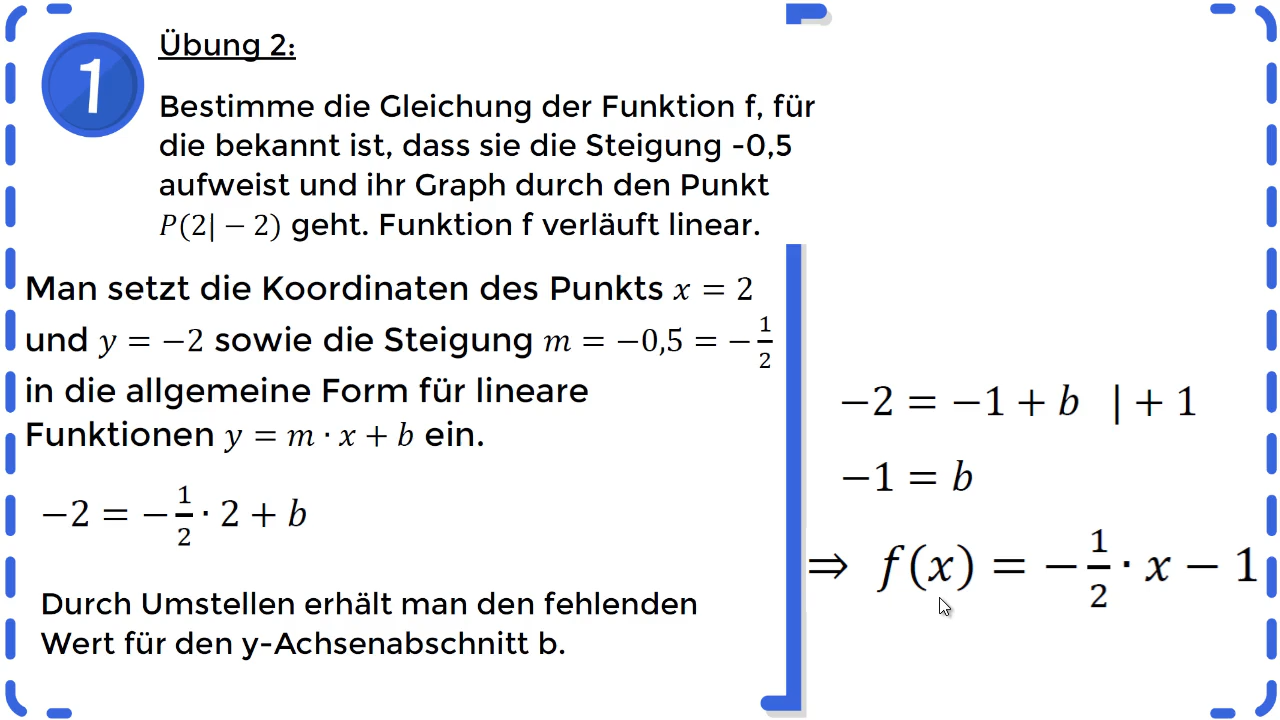 1
Übung 2:
Bestimme die Gleichung der Funktion f, für
die bekannt ist, dass sie die Steigung -0,5
aufweist und ihr Graph durch den Punkt
P(2| − 2) geht. Funktion f verläuft linear.
Man setzt die Koordinaten des Punkts x = 2
und y = −2 sowie die Steigung m = −0,5 = −1/2
in die allgemeine Form für lineare
Funktionen y = m · x + b ein.
−2 = −1/2 · 2 + b
Durch Umstellen erhält man den fehlenden
Wert für den y-Achsenabschnitt b.
−2 = −1 + b | + 1
−1 = b
⇒ f(x) = −1/2 · x − 1